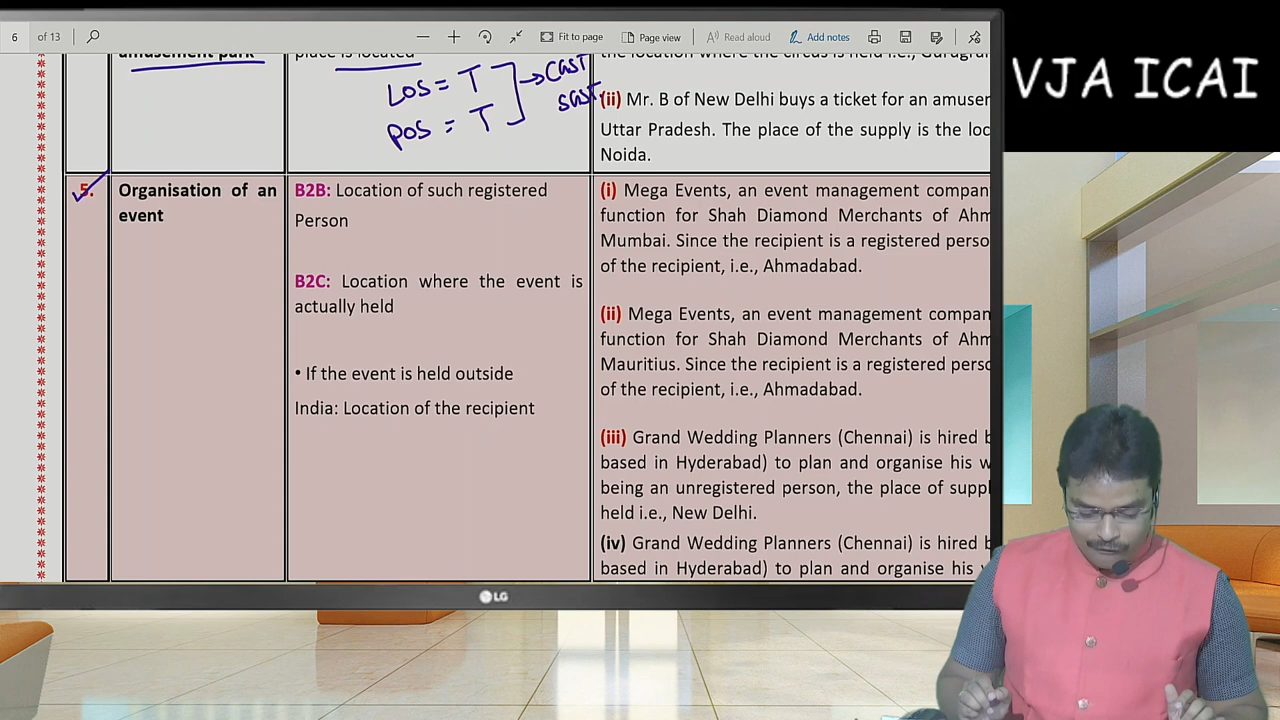 6 of 13 Fit to page Page view Read aloud Add notes
VJA ICAI
amusement park
place is located
the location where the circus is held i.e., Gurugram
LOS = T
POS = T
→ CGST
SGST
(ii) Mr. B of New Delhi buys a ticket for an amuse
Uttar Pradesh. The place of the supply is the loc
Noida.
5.
Organisation of an
event
B2B: Location of such registered
Person
B2C: Location where the event is
actually held
• If the event is held outside
India: Location of the recipient
(i) Mega Events, an event management compan
function for Shah Diamond Merchants of Ahm
Mumbai. Since the recipient is a registered perso
of the recipient, i.e., Ahmadabad.
(ii) Mega Events, an event management compan
function for Shah Diamond Merchants of Ahm
Mauritius. Since the recipient is a registered perso
of the recipient, i.e., Ahmadabad.
(iii) Grand Wedding Planners (Chennai) is hired b
based in Hyderabad) to plan and organise his w
being an unregistered person, the place of suppl
held i.e., New Delhi.
(iv) Grand Wedding Planners (Chennai) is hired b
based in Hyderabad) to plan and organise his w
LG